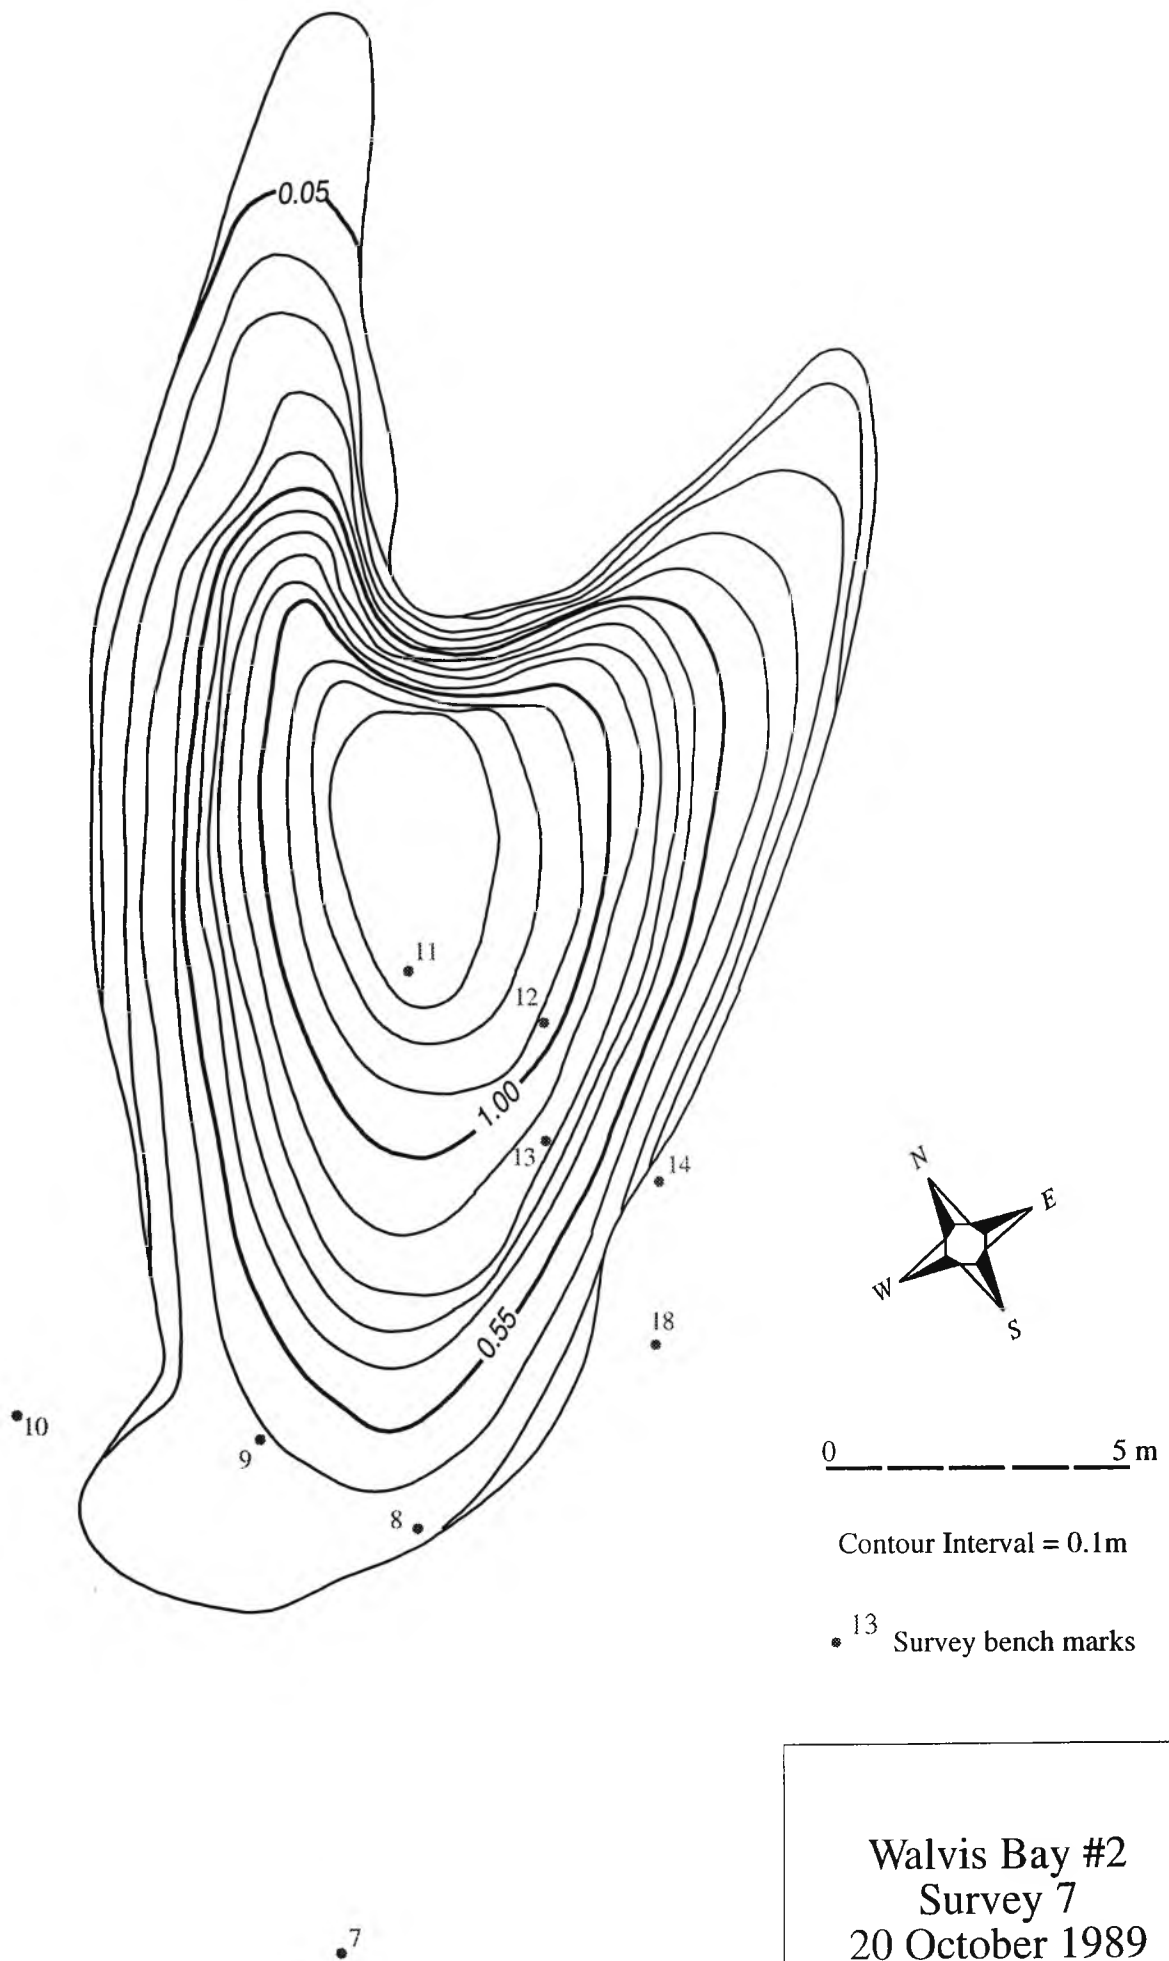 0.05
11
12
1.00
13
14
N
E
W
S
0.55
18
10
9
8
0 5 m
Contour Interval = 0.1m
13 Survey bench marks
Walvis Bay #2
Survey 7
20 October 1989
7